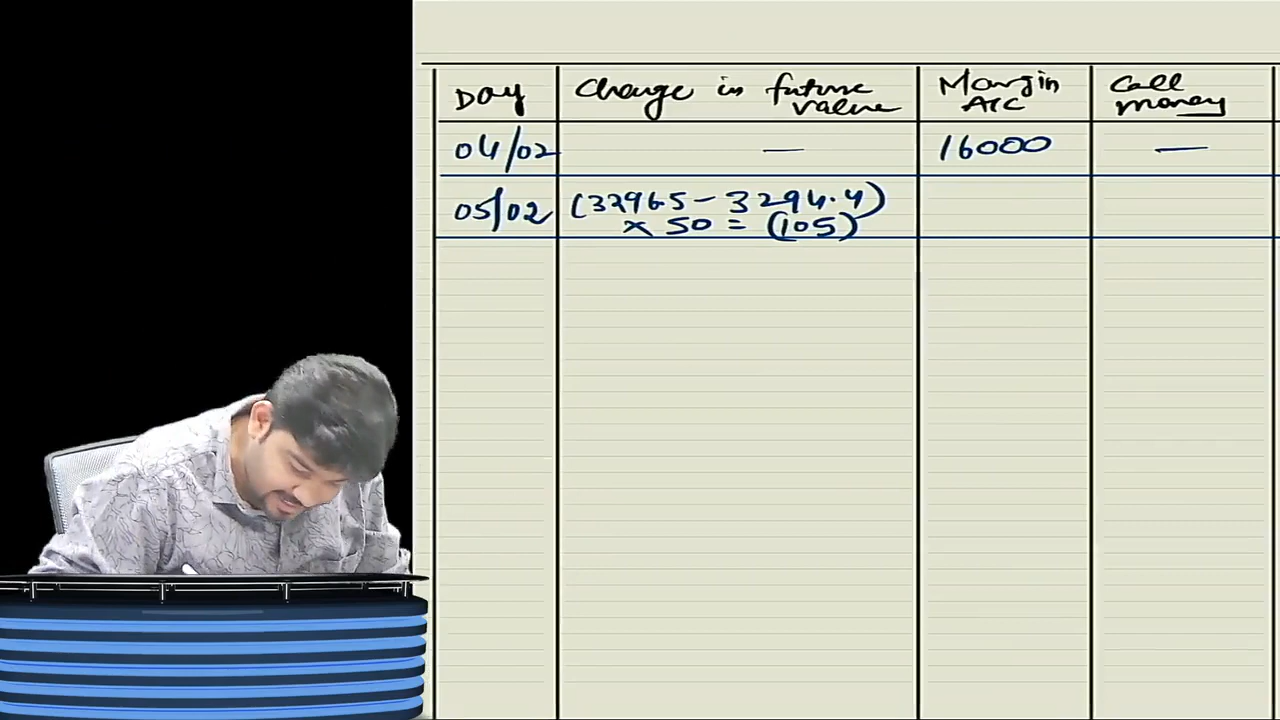 Day Change in future value Margin A/C Call money
04/02 — 16000 —
05/02 (3296.5 - 3294.4)
x 50 = (105)